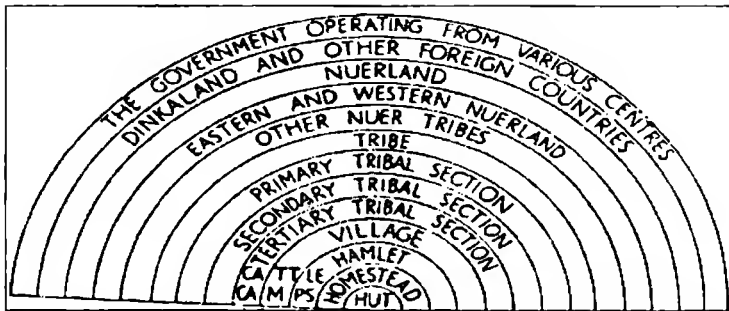 THE GOVERNMENT OPERATING FROM VARIOUS CENTRES
DINKALAND AND OTHER FOREIGN COUNTRIES
NUERLAND
EASTERN AND WESTERN NUERLAND
OTHER NUER TRIBES
TRIBE
PRIMARY TRIBAL SECTION
SECONDARY TRIBAL SECTION
TERTIARY TRIBAL SECTION
VILLAGE
HAMLET
CATTLE
CAMPS
HOMESTEAD
HUT